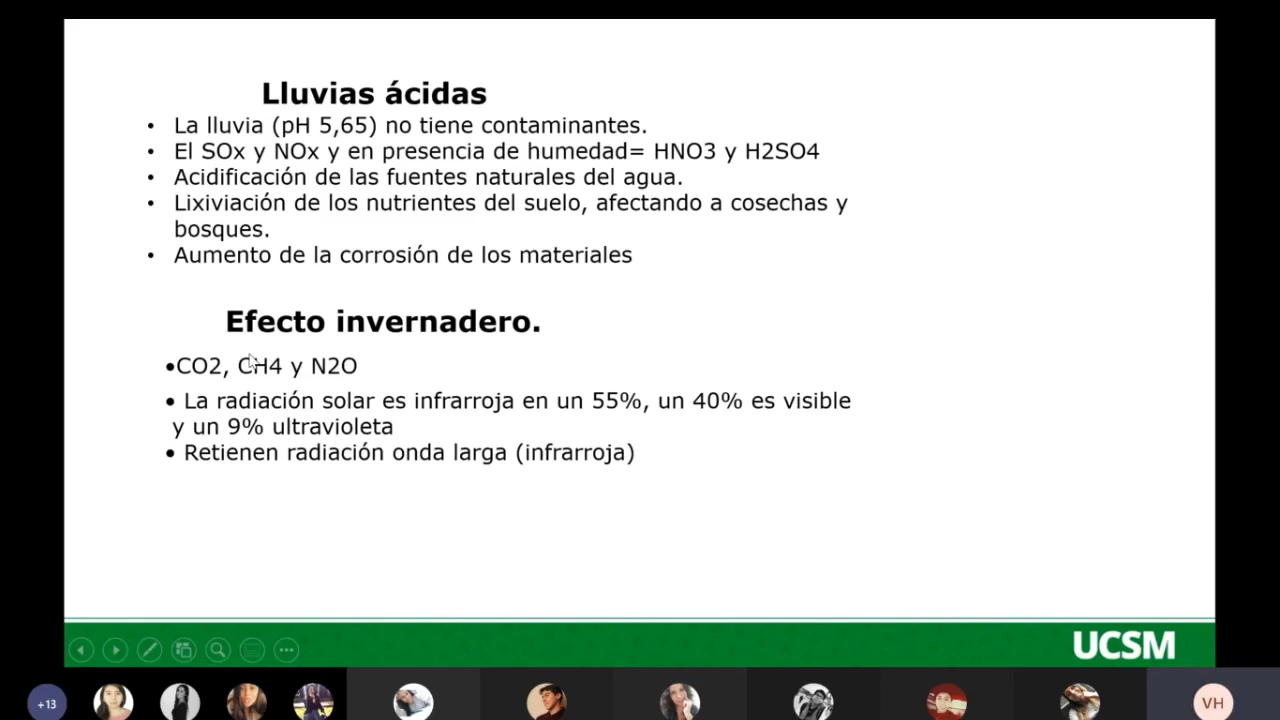 Lluvias ácidas
• La lluvia (pH 5,65) no tiene contaminantes.
• El SOx y NOx y en presencia de humedad= HNO3 y H2SO4
• Acidificación de las fuentes naturales del agua.
• Lixiviación de los nutrientes del suelo, afectando a cosechas y
bosques.
• Aumento de la corrosión de los materiales
Efecto invernadero.
•CO2, CH4 y N2O
• La radiación solar es infrarroja en un 55%, un 40% es visible
y un 9% ultravioleta
• Retienen radiación onda larga (infrarroja)
UCSM
+13
VH